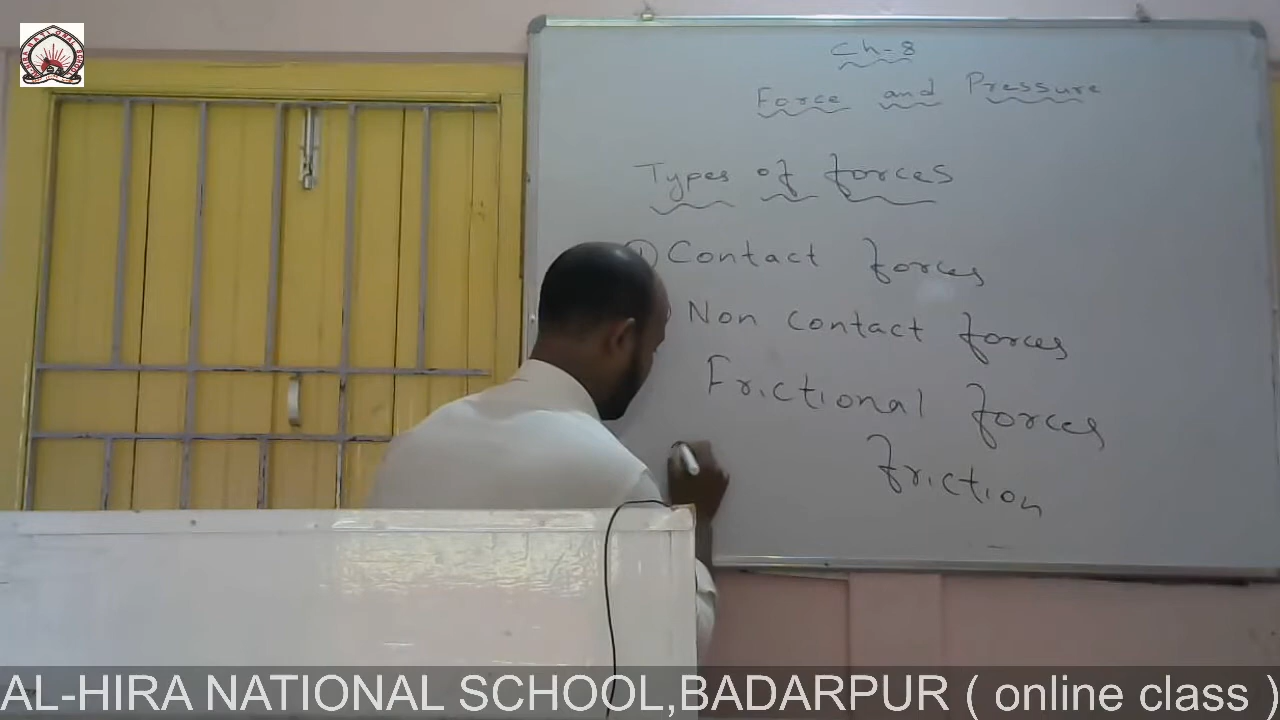 Ch-8
Force and Pressure
Types of forces
① Contact forces
Non contact forces
Frictional forces
friction
AL-HIRA NATIONAL SCHOOL,BADARPUR ( online class )